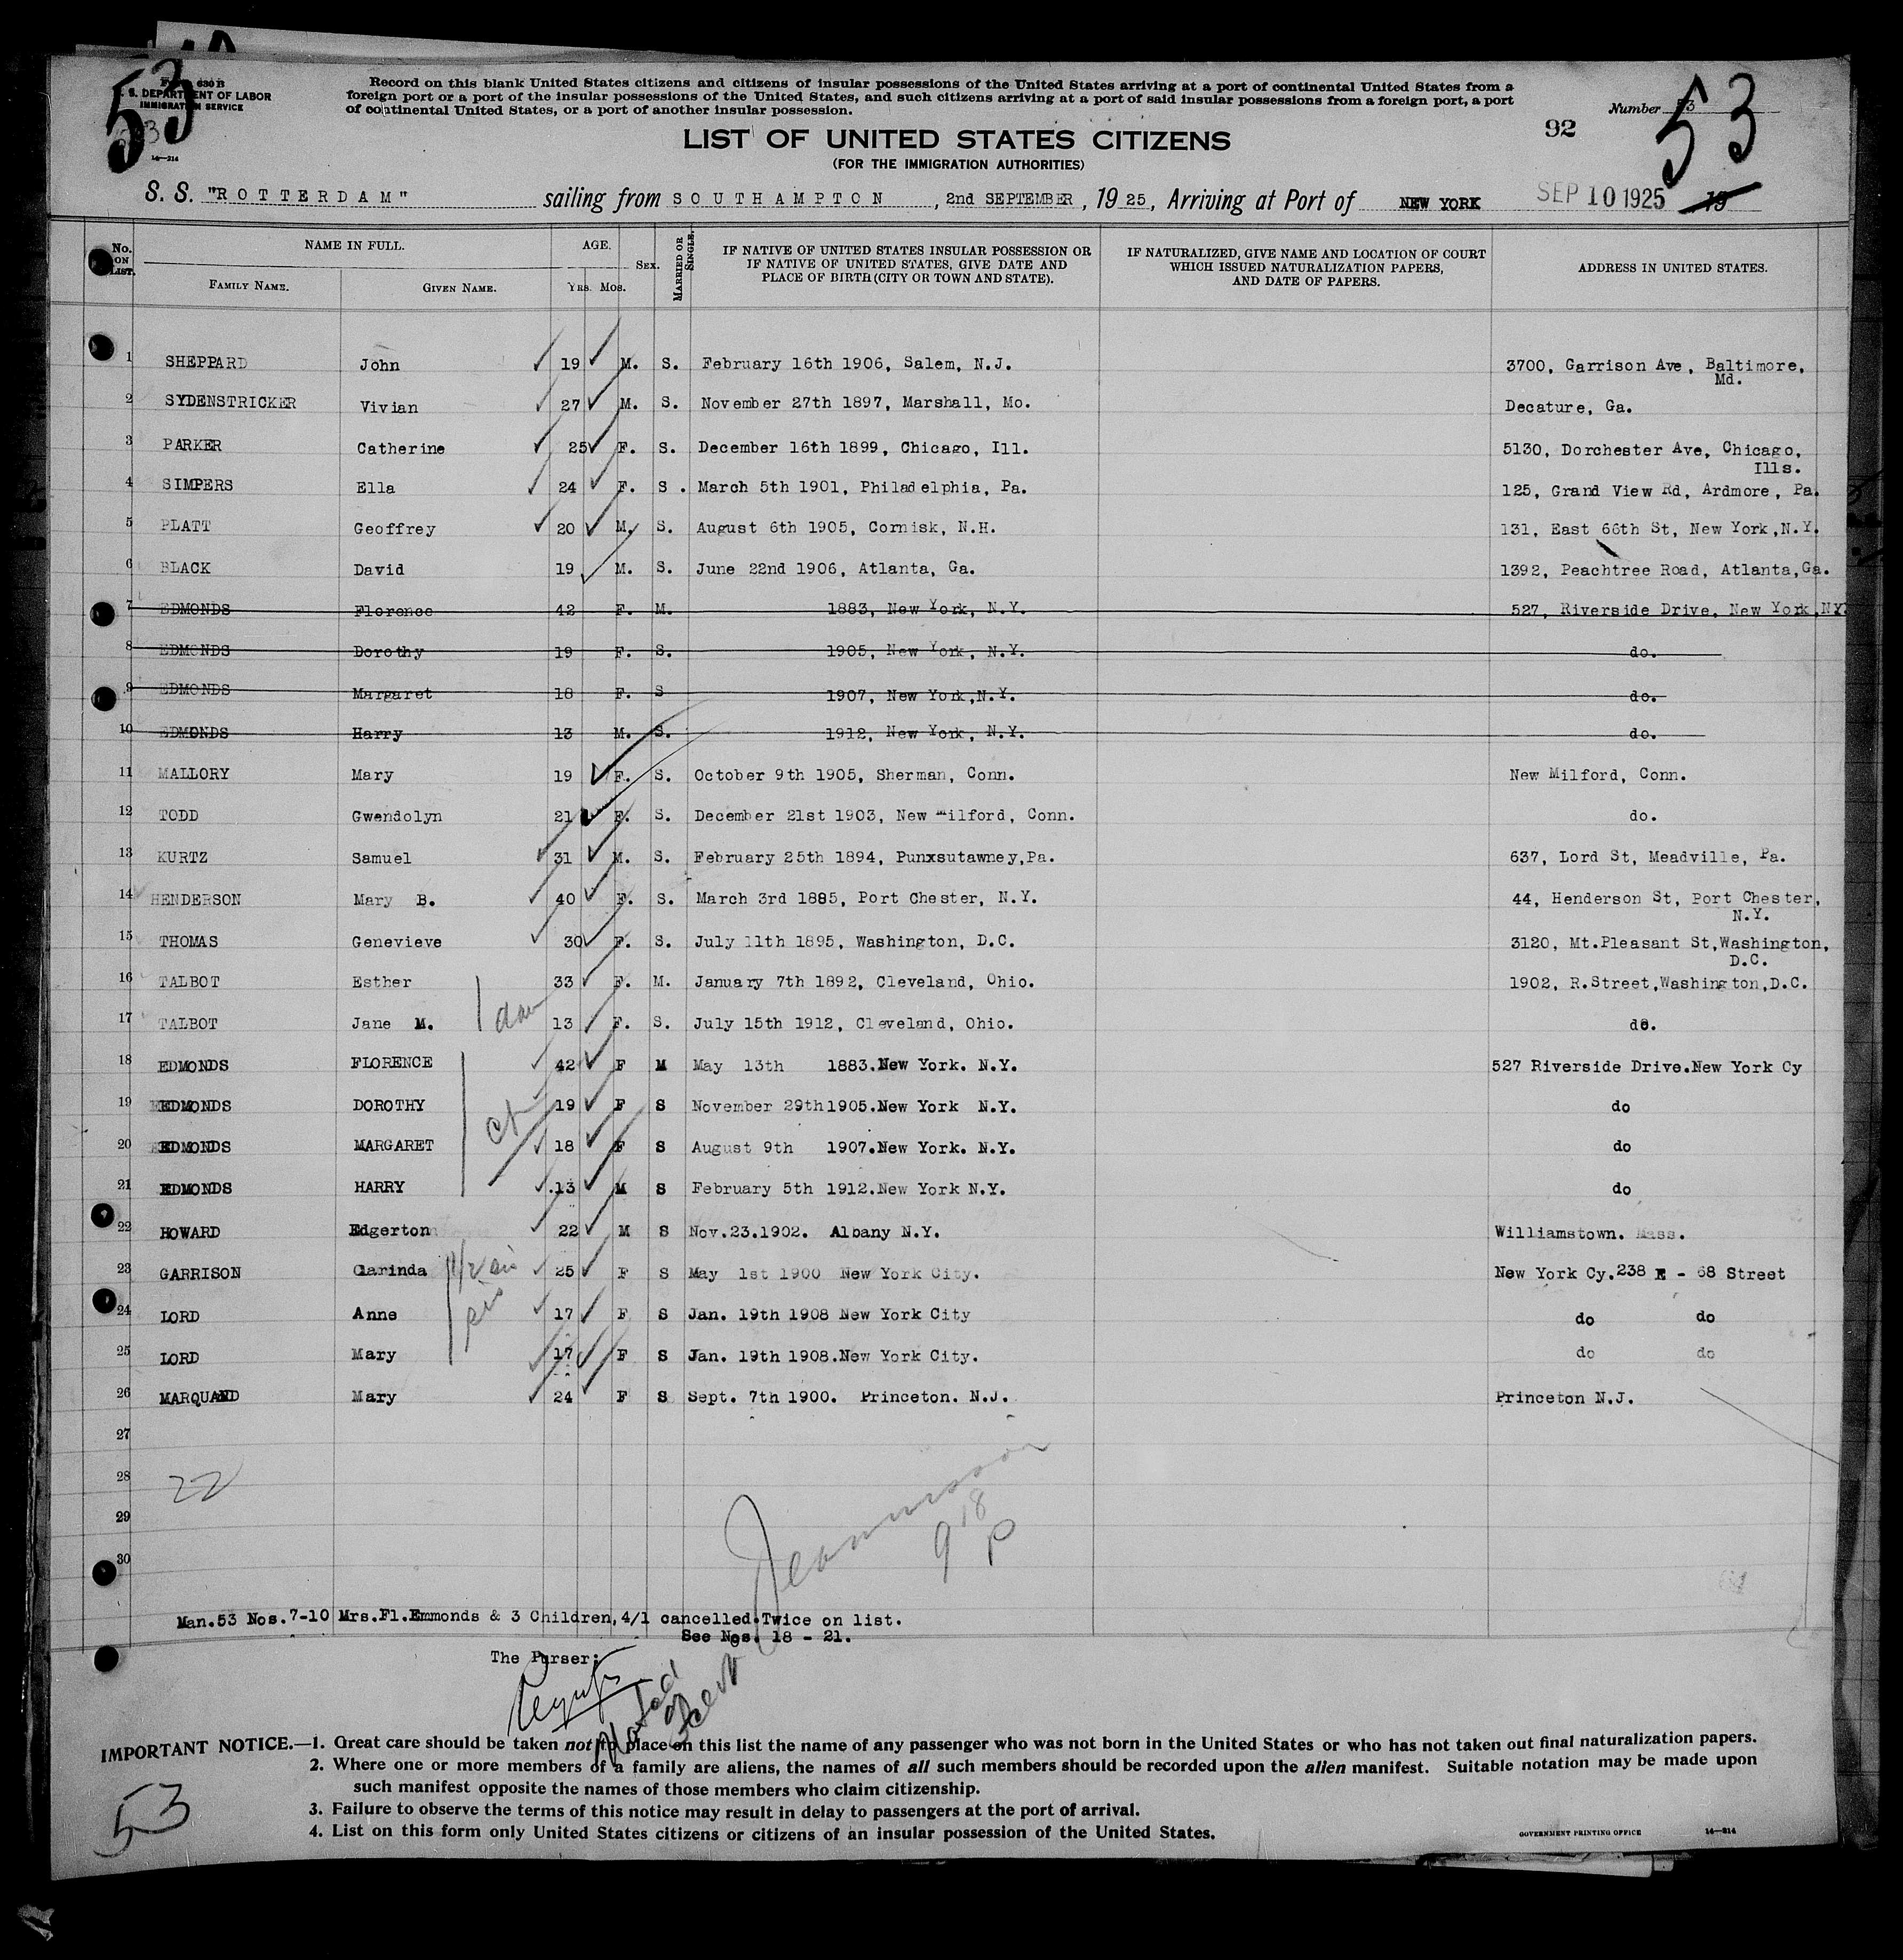 53
630 B
U. S. DEPARTMENT OF LABOR
IMMIGRATION SERVICE
14—214
Record on this blank United States citizens and citizens of insular possessions of the United States arriving at a port of continental United States from a
foreign port or a port of the insular possessions of the United States, and such citizens arriving at a port of said insular possessions from a foreign port, a port
of continental United States, or a port of another insular possession.
Number 53
92
53
LIST OF UNITED STATES CITIZENS
(FOR THE IMMIGRATION AUTHORITIES)
S. S. "ROTTERDAM" sailing from SOUTHAMPTON, 2nd SEPTEMBER, 1925, Arriving at Port of NEW YORK SEP 10 1925 19
No. ON LIST. NAME IN FULL. FAMILY NAME. GIVEN NAME. AGE. YRS. MOS. SEX. MARRIED OR SINGLE. IF NATIVE OF UNITED STATES INSULAR POSSESSION OR IF NATIVE OF UNITED STATES, GIVE DATE AND PLACE OF BIRTH (CITY OR TOWN AND STATE). IF NATURALIZED, GIVE NAME AND LOCATION OF COURT WHICH ISSUED NATURALIZATION PAPERS, AND DATE OF PAPERS. ADDRESS IN UNITED STATES.
1 SHEPPARD John 19 M. S. February 16th 1906, Salem, N.J. 3700, Garrison Ave, Baltimore,
Md.
2 SYDENSTRICKER Vivian 27 M. S. November 27th 1897, Marshall, Mo. Decature, Ga.
3 PARKER Catherine 25 F. S. December 16th 1899, Chicago, Ill. 5130, Dorchester Ave, Chicago,
Ills.
4 SIMPERS Ella 24 F. S. March 5th 1901, Philadelphia, Pa. 125, Grand View Rd, Ardmore, Pa.
5 PLATT Geoffrey 20 M. S. August 6th 1905, Cornisk, N.H. 131, East 66th St, New York,N.Y.
6 BLACK David 19 M. S. June 22nd 1906, Atlanta, Ga. 1392, Peachtree Road, Atlanta,Ga.
7 EDMONDS Florence 42 F. M. 1883, New York, N.Y. 527, Riverside Drive, New York,NY.
8 EDMONDS Dorothy 19 F. S. 1905, New York, N.Y. do.
9 EDMONDS Margaret 18 F. S 1907, New York,N.Y. do.
10 EDMONDS Harry 13 M. S. 1912, New York, N.Y. do.
11 MALLORY Mary 19 F. S. October 9th 1905, Sherman, Conn. New Milford, Conn.
12 TODD Gwendolyn 21 F. S. December 21st 1903, New Milford, Conn. do.
13 KURTZ Samuel 31 M. S. February 25th 1894, Punxsutawney,Pa. 637, Lord St, Meadville, Pa.
14 HENDERSON Mary B. 40 F. S. March 3rd 1885, Port Chester, N.Y. 44, Henderson St, Port Chester,
N.Y.
15 THOMAS Genevieve 30 F. S. July 11th 1895, Washington, D.C. 3120, Mt.Pleasant St,Washington,
D.C.
16 TALBOT Esther 33 F. M. January 7th 1892, Cleveland, Ohio. 1902, R.Street,Washington,D.C.
17 TALBOT Jane M. 13 F. S. July 15th 1912, Cleveland, Ohio. do.
18 EDMONDS FLORENCE 42 F M May 13th 1883.New York. N.Y. 527 Riverside Drive.New York Cy
19 EDMONDS DOROTHY 19 F S November 29th 1905.New York N.Y. do
20 EDMONDS MARGARET 18 F S August 9th 1907.New York. N.Y. do
21 EDMONDS HARRY 13 M S February 5th 1912.New York N.Y. do
22 HOWARD Edgerton 22 M S Nov.23.1902. Albany N.Y. Williamstown. Mass.
23 GARRISON Clarinda 25 F S May 1st 1900 New York City. New York Cy.238 E - 68 Street
24 LORD Anne 17 F S Jan. 19th 1908 New York City do do
25 LORD Mary 17 F S Jan. 19th 1908.New York City. do do
26 MARQUAND Mary 24 F S Sept. 7th 1900. Princeton. N.J. Princeton N.J.
27
28 22
29
30
9 18 P
Man.53 Nos.7-10 Mrs.Fl.Emmonds & 3 Children,4/1 cancelled.Twice on list.
See Nos. 18 - 21.
The Purser:
IMPORTANT NOTICE.—1. Great care should be taken not to place on this list the name of any passenger who was not born in the United States or who has not taken out final naturalization papers.
2. Where one or more members of a family are aliens, the names of all such members should be recorded upon the alien manifest. Suitable notation may be made upon
such manifest opposite the names of those members who claim citizenship.
3. Failure to observe the terms of this notice may result in delay to passengers at the port of arrival.
4. List on this form only United States citizens or citizens of an insular possession of the United States.
53
GOVERNMENT PRINTING OFFICE 14—214